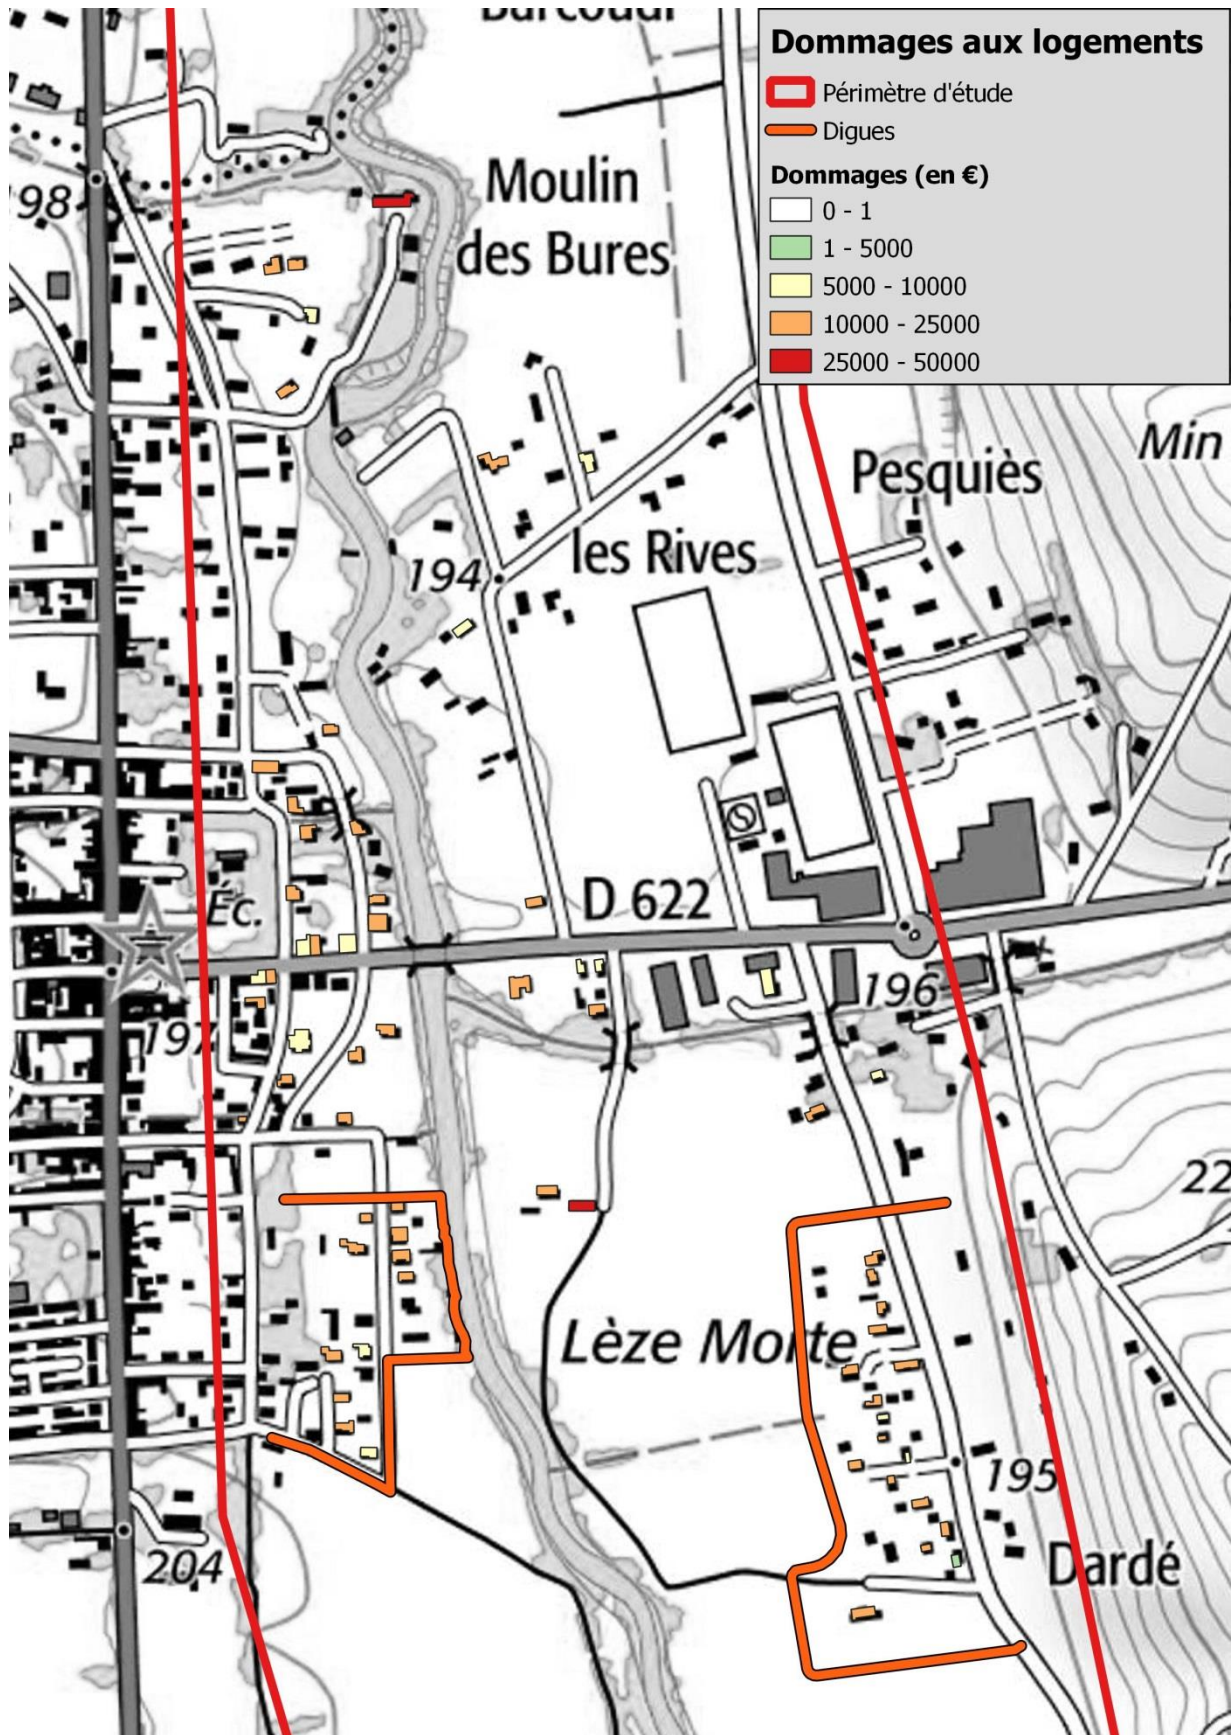 Dommages aux logements
Périmètre d'étude
Digues
Dommages (en €)
0 - 1
1 - 5000
5000 - 10000
10000 - 25000
25000 - 50000
98
Moulin
des Bures
Min
Pesquiès
194
les Rives
Éc.
D 622
197
196
22
Lèze Morte
195
204
Dardé